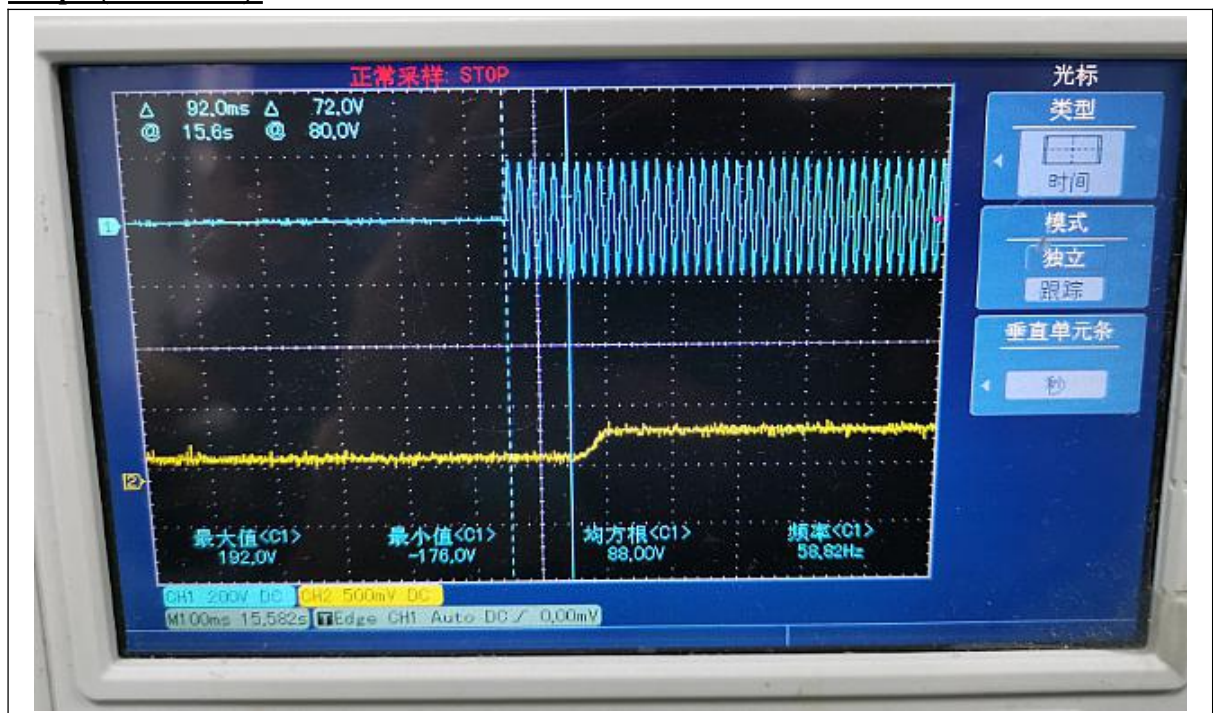 正常采样: STOP
光标
△ 92.0ms △ 72.0V
@ 15.6s @ 80.0V
类型
时间
1
模式
独立
跟踪
垂直单元条
秒
2
最大值<C1> 最小值<C1> 均方根<C1> 频率<C1>
192.0V -176.0V 88.00V 58.82Hz
CH1 200V DC CH2 500mV DC
M100ms 15.582s T Edge CH1 Auto DC 0.00mV